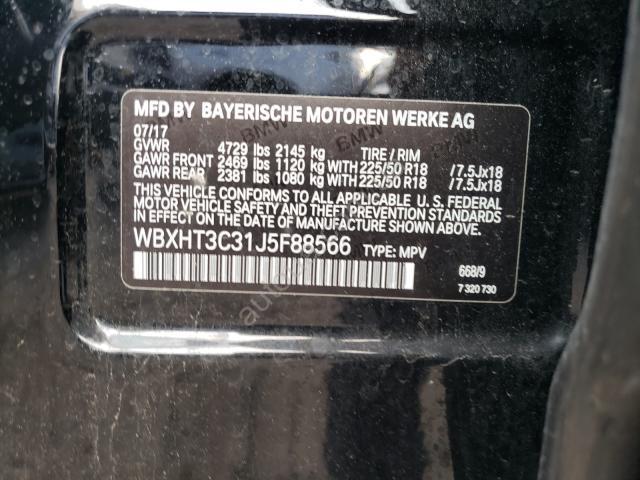 MFD BY BAYERISCHE MOTOREN WERKE AG
07/17
GVWR 4729 lbs 2145 kg TIRE / RIM
GAWR FRONT 2469 lbs 1120 kg WITH 225/50 R18 /7.5Jx18
GAWR REAR 2381 lbs 1080 kg WITH 225/50 R18 /7.5Jx18
THIS VEHICLE CONFORMS TO ALL APPLICABLE U. S. FEDERAL
MOTOR VEHICLE SAFETY, BUMPER AND THEFT PREVENTION
STANDARDS IN EFFECT ON THE DATE OF MANUFACTURE SHOWN ABOVE.
WBXHT3C31J5F88566 TYPE: MPV
668/9
7 320 730